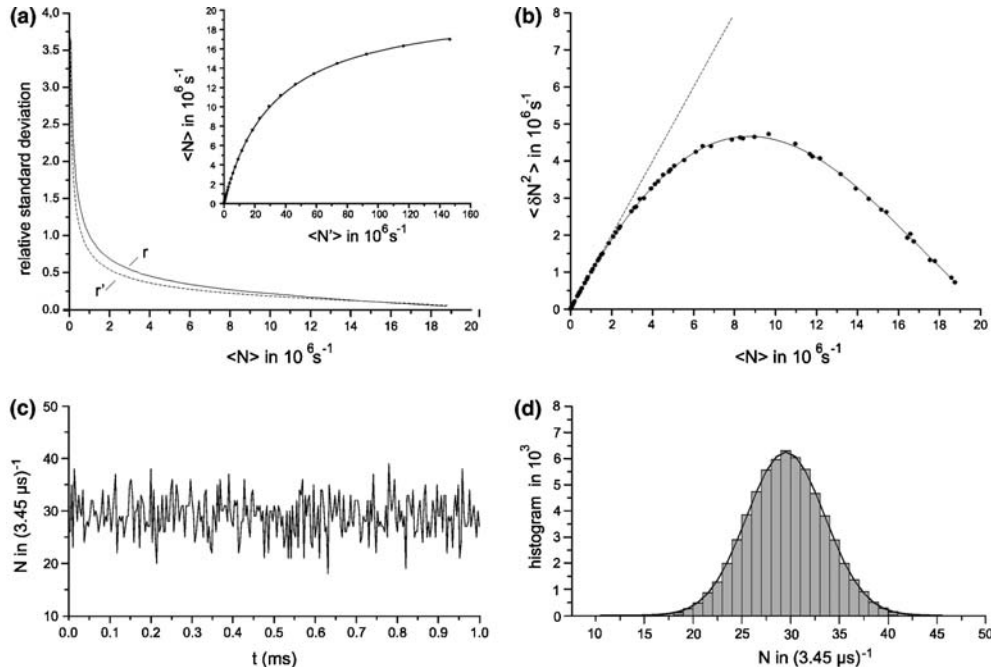 (a)
4,0
3.5
3.0
2.5
2.0
1.5
1.0
0.5
0.0
relative standard deviation
0 2 4 6 8 10 12 14 16 18 20
<N> in 10⁶s⁻¹
r
r'
20
18
16
14
12
10
8
6
4
2
0
<N> in 10⁶s⁻¹
0 20 40 60 80 100 120 140 160
<N'> in 10⁶s⁻¹
(b)
8
7
6
5
4
3
2
1
0
<δN²> in 10⁶s⁻¹
0 2 4 6 8 10 12 14 16 18 20
<N> in 10⁶s⁻¹
(c)
50
40
30
20
10
N in (3.45 µs)⁻¹
0.0 0.1 0.2 0.3 0.4 0.5 0.6 0.7 0.8 0.9 1.0
t (ms)
(d)
8
7
6
5
4
3
2
1
0
histogram in 10³
10 15 20 25 30 35 40 45 50
N in (3.45 µs)⁻¹